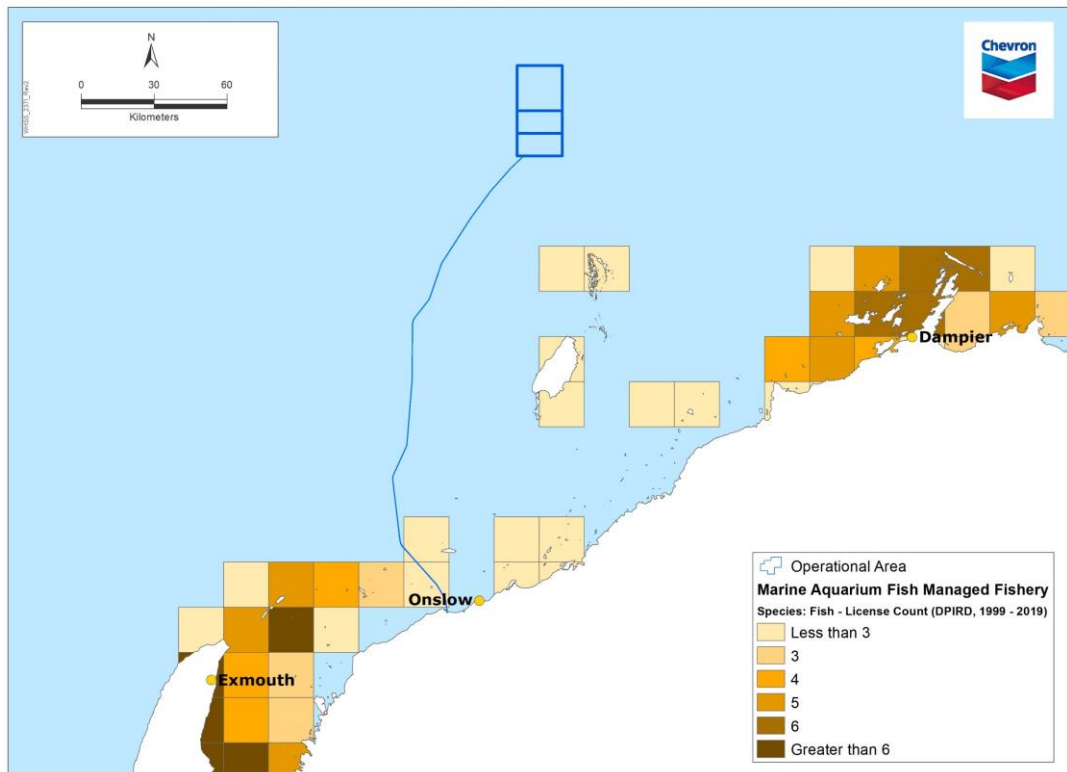 N
0 30 60
Kilometers
Chevron
Dampier
Onslow
Exmouth
Operational Area
Marine Aquarium Fish Managed Fishery
Species: Fish - License Count (DPIRD, 1999 - 2019)
Less than 3
3
4
5
6
Greater than 6